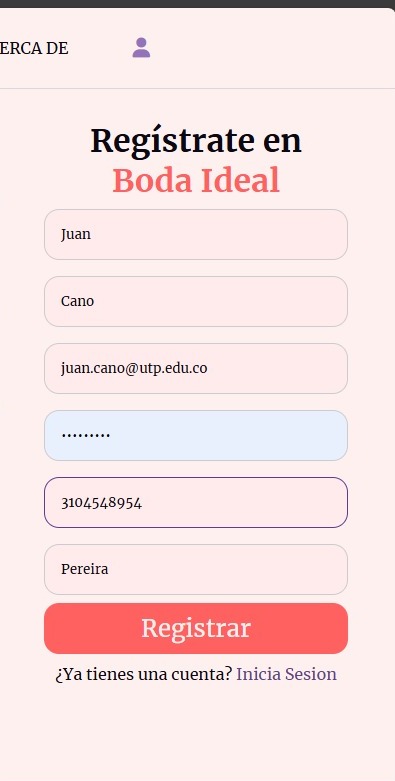 ERCA DE
Regístrate en
Boda Ideal
Juan
Cano
juan.cano@utp.edu.co
•••••••••
3104548954
Pereira
Registrar
¿Ya tienes una cuenta? Inicia Sesion